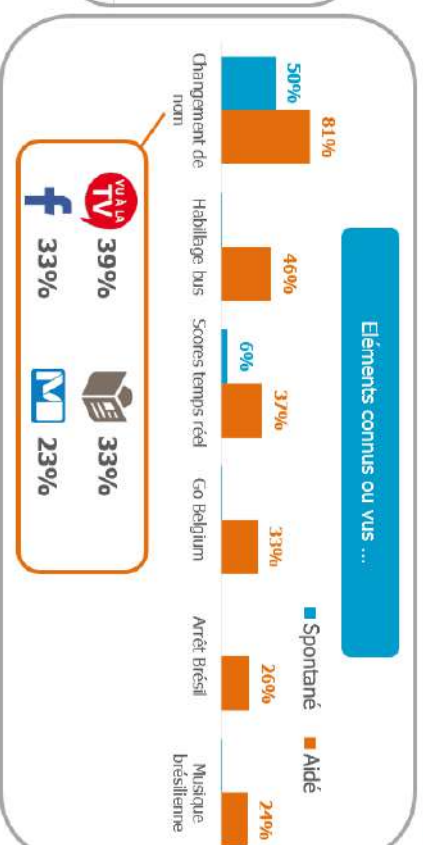 Eléments connus ou vus ...
Spontané
Aidé
50%
81%
46%
6%
37%
33%
26%
24%
Changement de
nom
Habillage bus
Scores temps réel
Go Belgium
Arrêt Brésil
Musique
brésilienne
VU À LA
TV
39%
33%
f
33%
M
23%